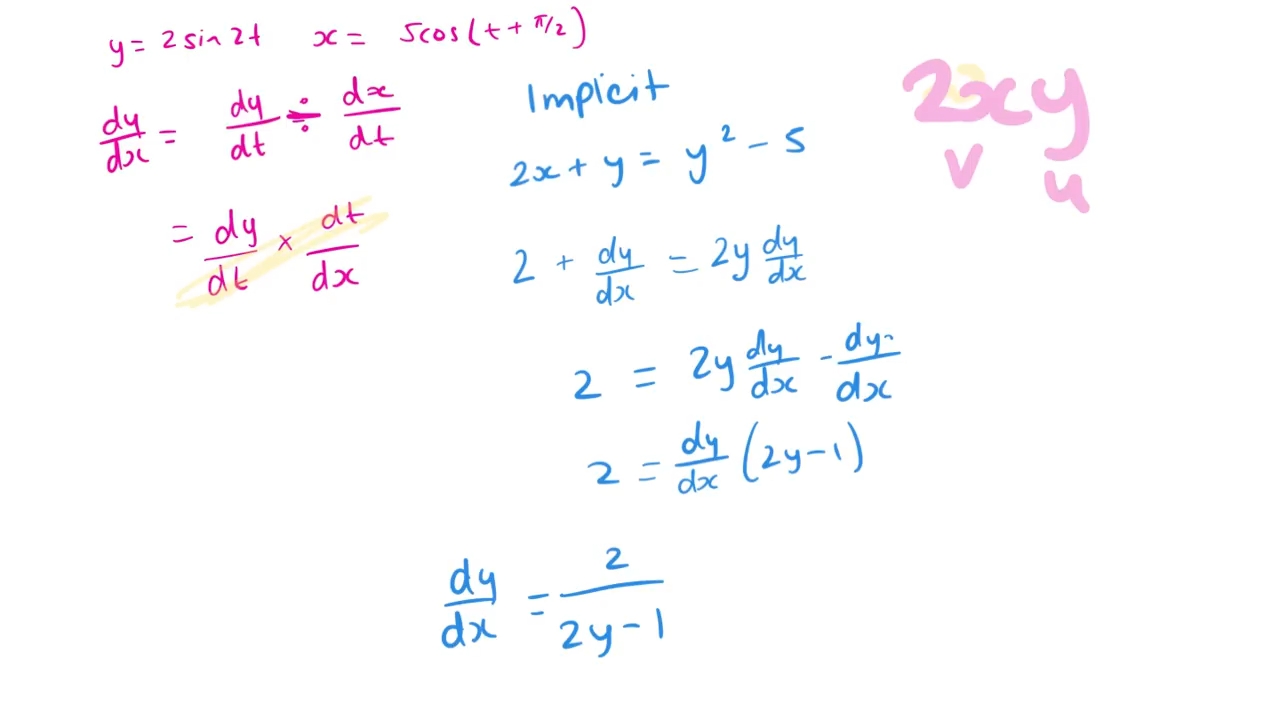 y = 2 sin 2t   x = 5cos(t + π/2)
dy/dx = dy/dt ÷ dx/dt
= dy/dt × dt/dx
Implicit
2x + y = y² - 5
2 + dy/dx = 2y dy/dx
2 = 2y dy/dx - dy/dx
2 = dy/dx (2y - 1)
dy/dx = 2/(2y - 1)
2xy
v u